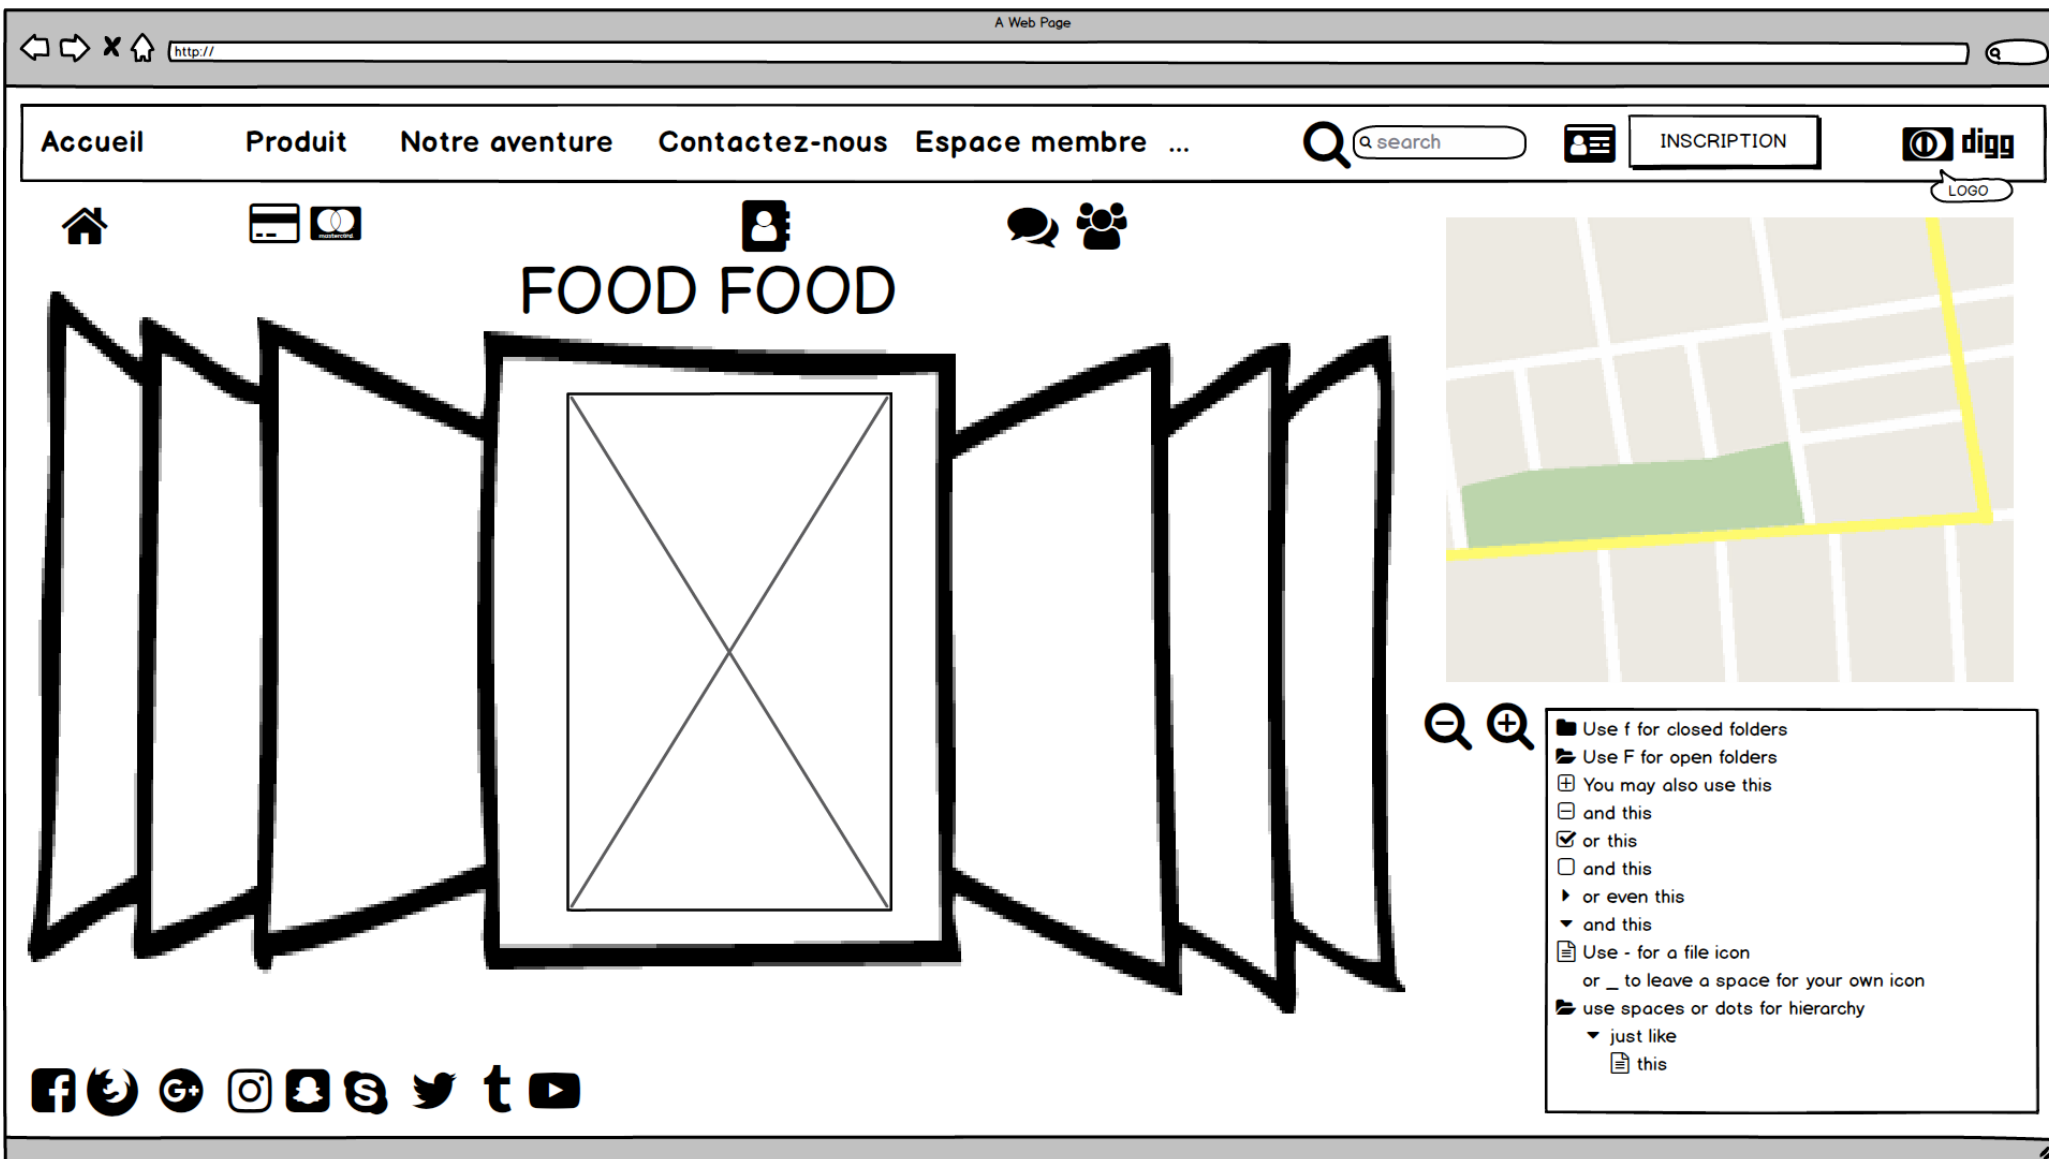 A Web Page
http://
Accueil
Produit
Notre aventure
Contactez-nous
Espace membre
...
search
INSCRIPTION
digg
LOGO
FOOD FOOD
Use f for closed folders
Use F for open folders
You may also use this
and this
or this
and this
or even this
and this
Use - for a file icon
or _ to leave a space for your own icon
use spaces or dots for hierarchy
just like
this